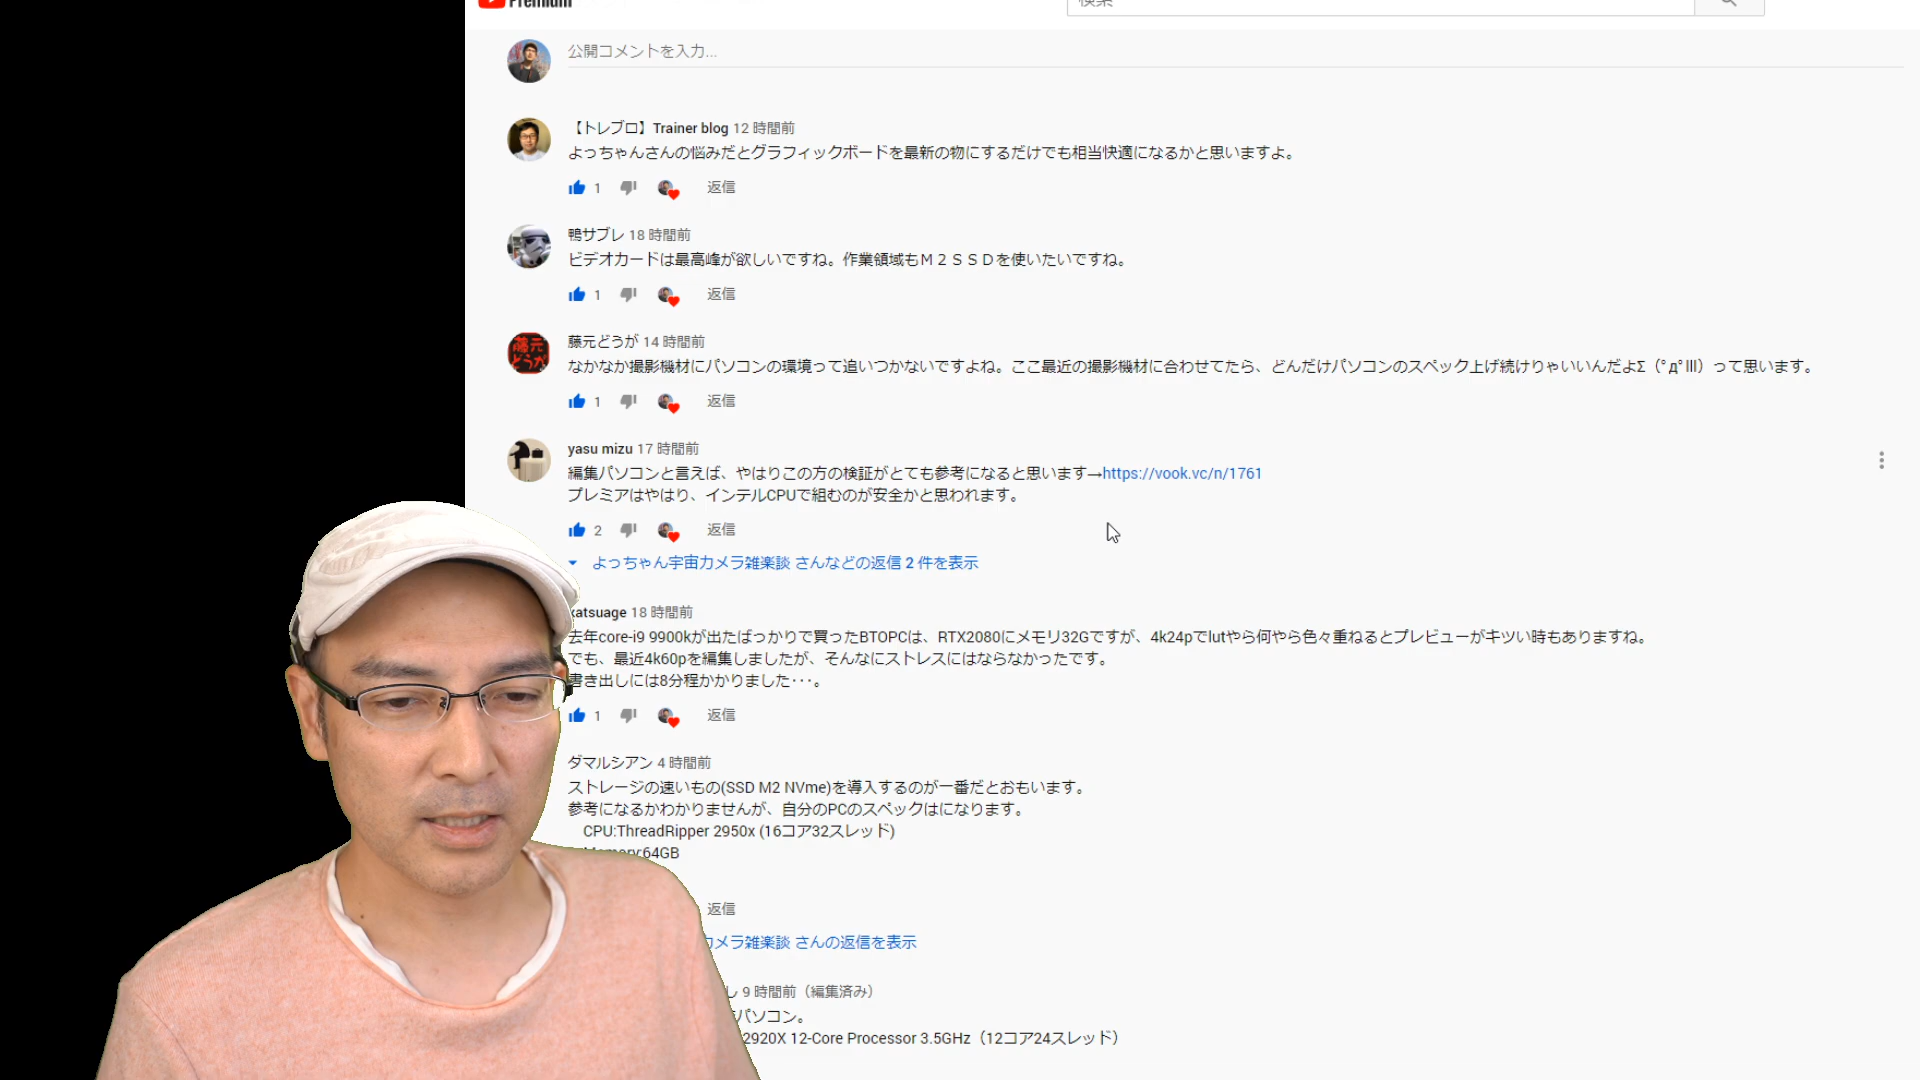 Premium
検索
公開コメントを入力...
【トレブロ】Trainer blog 12 時間前
よっちゃんさんの悩みだとグラフィックボードを最新の物にするだけでも相当快適になるかと思いますよ。
1 返信
鴨サブレ 18 時間前
ビデオカードは最高峰が欲しいですね。作業領域もＭ２ＳＳＤを使いたいですね。
1 返信
藤元どうが
藤元どうが 14 時間前
なかなか撮影機材にパソコンの環境って追いつかないですよね。ここ最近の撮影機材に合わせてたら、どんだけパソコンのスペック上げ続けりゃいいんだよΣ（ﾟдﾟlll）って思います。
1 返信
yasu mizu 17 時間前
編集パソコンと言えば、やはりこの方の検証がとても参考になると思います→https://vook.vc/n/1761
プレミアはやはり、インテルCPUで組むのが安全かと思われます。
2 返信
よっちゃん宇宙カメラ雑楽談 さんなどの返信 2 件を表示
katsuage 18 時間前
去年core-i9 9900kが出たばっかりで買ったBTOPCは、RTX2080にメモリ32Gですが、4k24pでlutやら何やら色々重ねるとプレビューがキツい時もありますね。
でも、最近4k60pを編集しましたが、そんなにストレスにはならなかったです。
書き出しには8分程かかりました･･･。
1 返信
ダマルシアン 4 時間前
ストレージの速いもの(SSD M2 NVme)を導入するのが一番だとおもいます。
参考になるかわかりませんが、自分のPCのスペックはになります。
CPU:ThreadRipper 2950x (16コア32スレッド)
Memory:64GB
返信
カメラ雑楽談 さんの返信を表示
し 9 時間前（編集済み）
パソコン。
2920X 12-Core Processor 3.5GHz（12コア24スレッド）